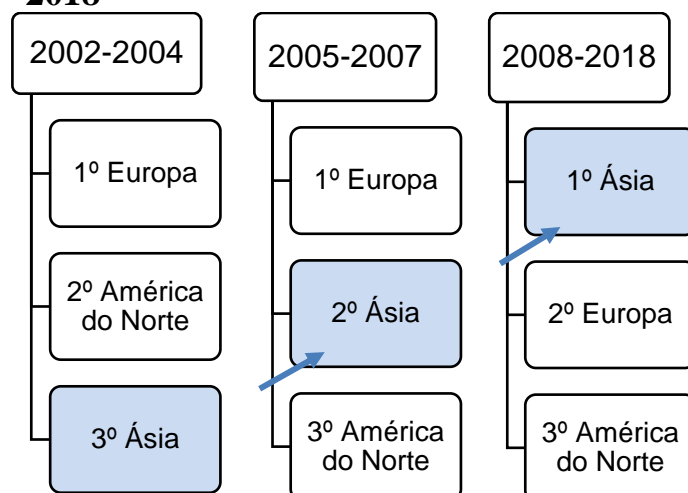 2018
2002-2004
1º Europa
2º América
do Norte
3º Ásia
2005-2007
1º Europa
2º Ásia
3º América
do Norte
2008-2018
1º Ásia
2º Europa
3º América
do Norte